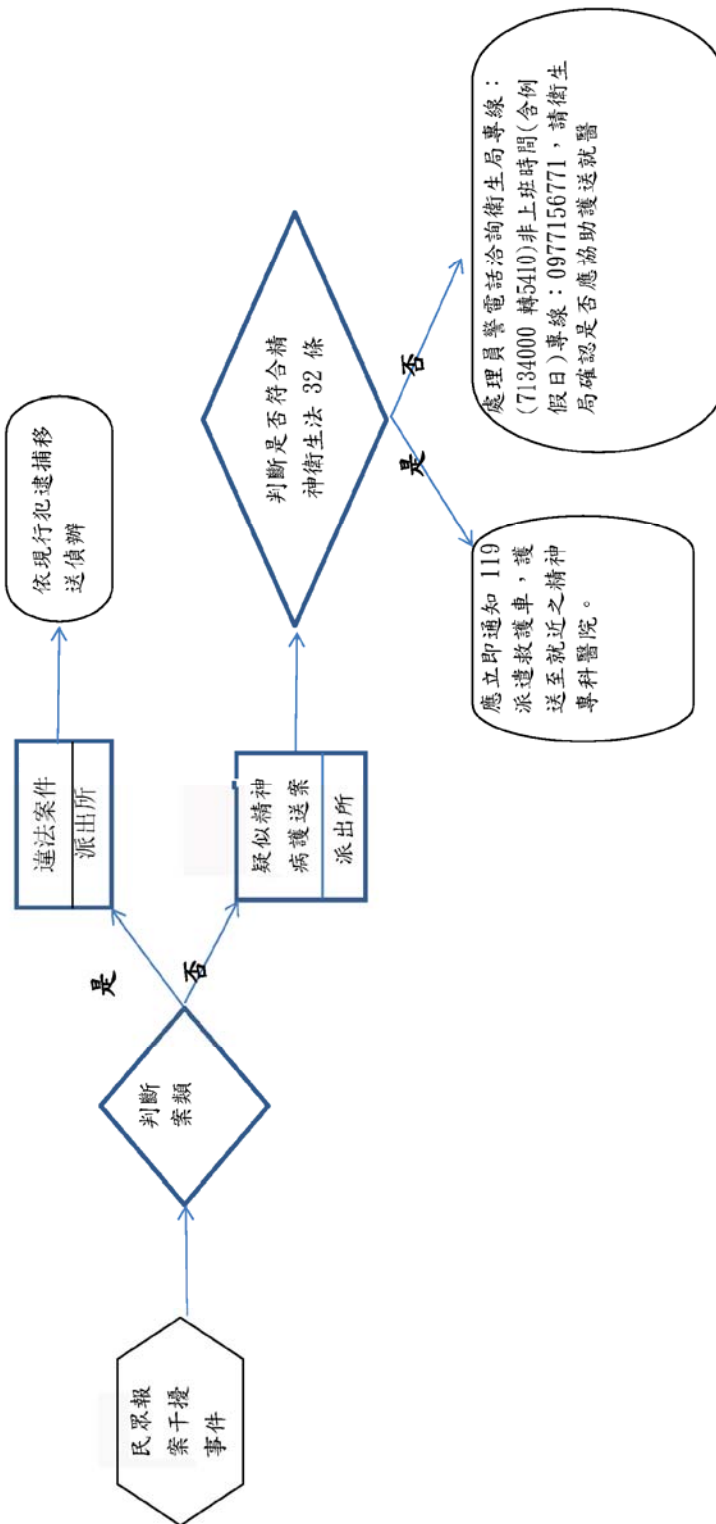 民眾報
案干擾
事件
判斷
案類
是
否
違法案件
派出所
依現行犯逮捕移
送偵辦
疑似精神
病護送案
派出所
判斷是否符合精
神衛生法 32 條
是
否
應立即通知 119
派遣救護車，護
送至就近之精神
專科醫院。
處理員警電話洽詢衛生局專線：
(7134000 轉5410)非上班時間(含例
假日)專線：0977156771，請衛生
局確認是否應協助護送就醫